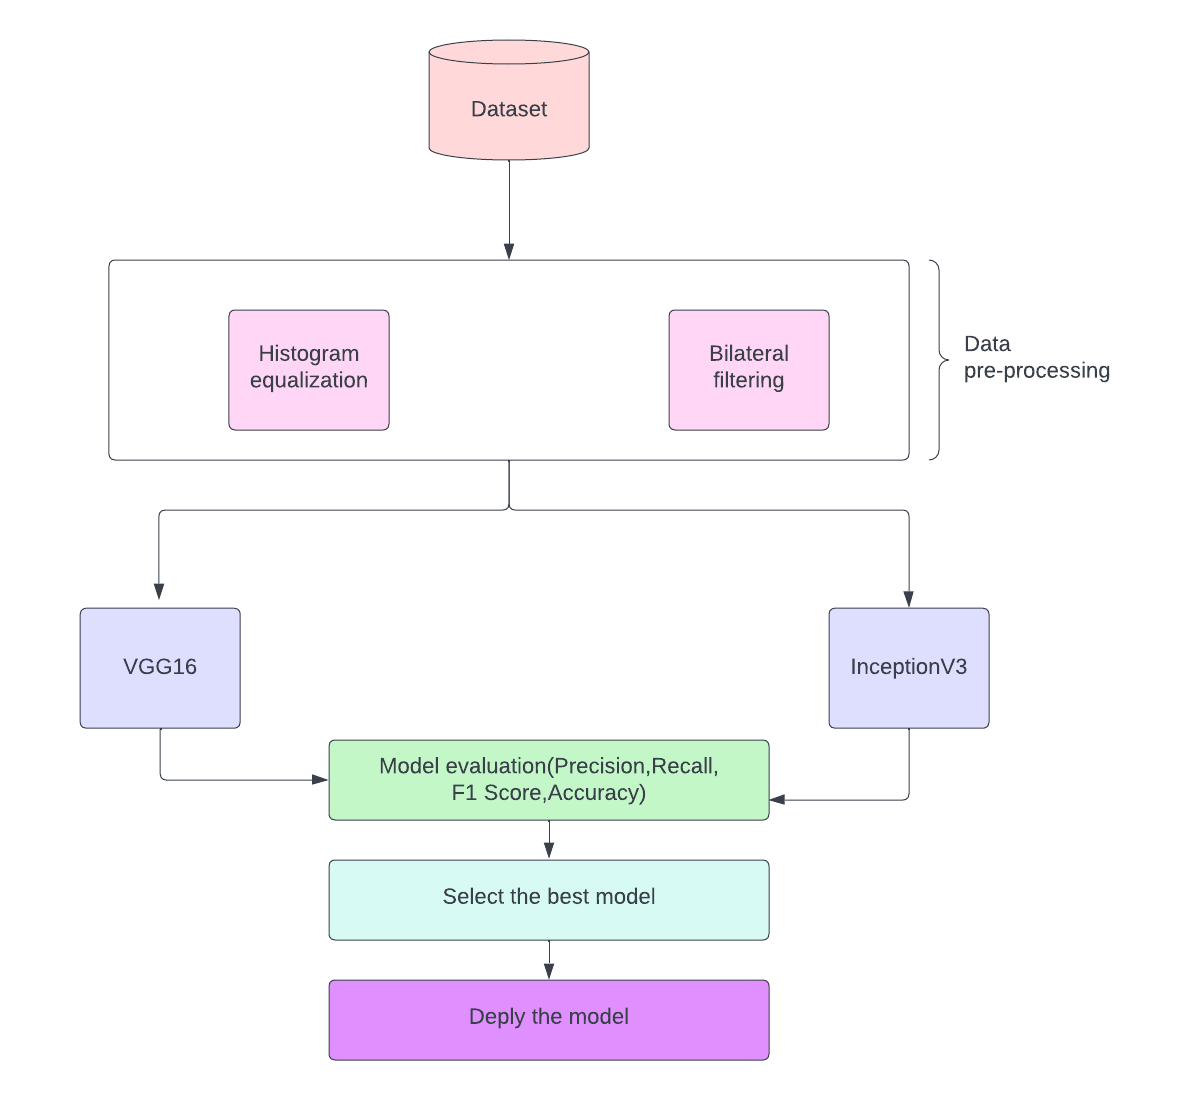 Dataset
Histogram
equalization
Bilateral
filtering
Data
pre-processing
VGG16
InceptionV3
Model evaluation(Precision,Recall,
F1 Score,Accuracy)
Select the best model
Deply the model